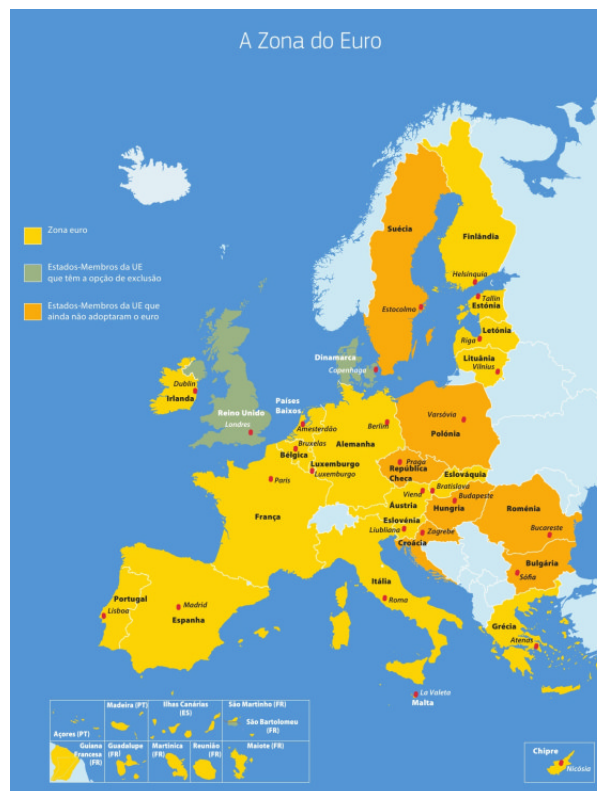 A Zona do Euro
Zona euro
Estados-Membros da UE
que têm a opção de exclusão
Estados-Membros da UE que
ainda não adoptaram o euro
Suécia
Finlândia
Helsínquia
Tallin
Estónia
Estocolmo
Letónia
Riga
Lituânia
Vilnius
Dinamarca
Copenhaga
Dublin
Irlanda
Reino Unido
Londres
Países
Baixos
Amesterdão
Berlim
Alemanha
Varsóvia
Polónia
Bruxelas
Bélgica
Luxemburgo
Luxemburgo
Praga
República
Checa
Eslováquia
Bratislava
Paris
França
Viena
Áustria
Budapeste
Hungria
Roménia
Bucareste
Eslovénia
Liubliana
Zagrebe
Croácia
Bulgária
Sófia
Itália
Roma
Portugal
Lisboa
Madrid
Espanha
Grécia
Atenas
La Valeta
Malta
Açores (PT)
Madeira (PT)
Ilhas Canárias
(ES)
São Martinho (FR)
São Bartolomeu
(FR)
Guiana
Francesa
(FR)
Guadalupe
(FR)
Martinica
(FR)
Reunião
(FR)
Maiote (FR)
Chipre
Nicósia